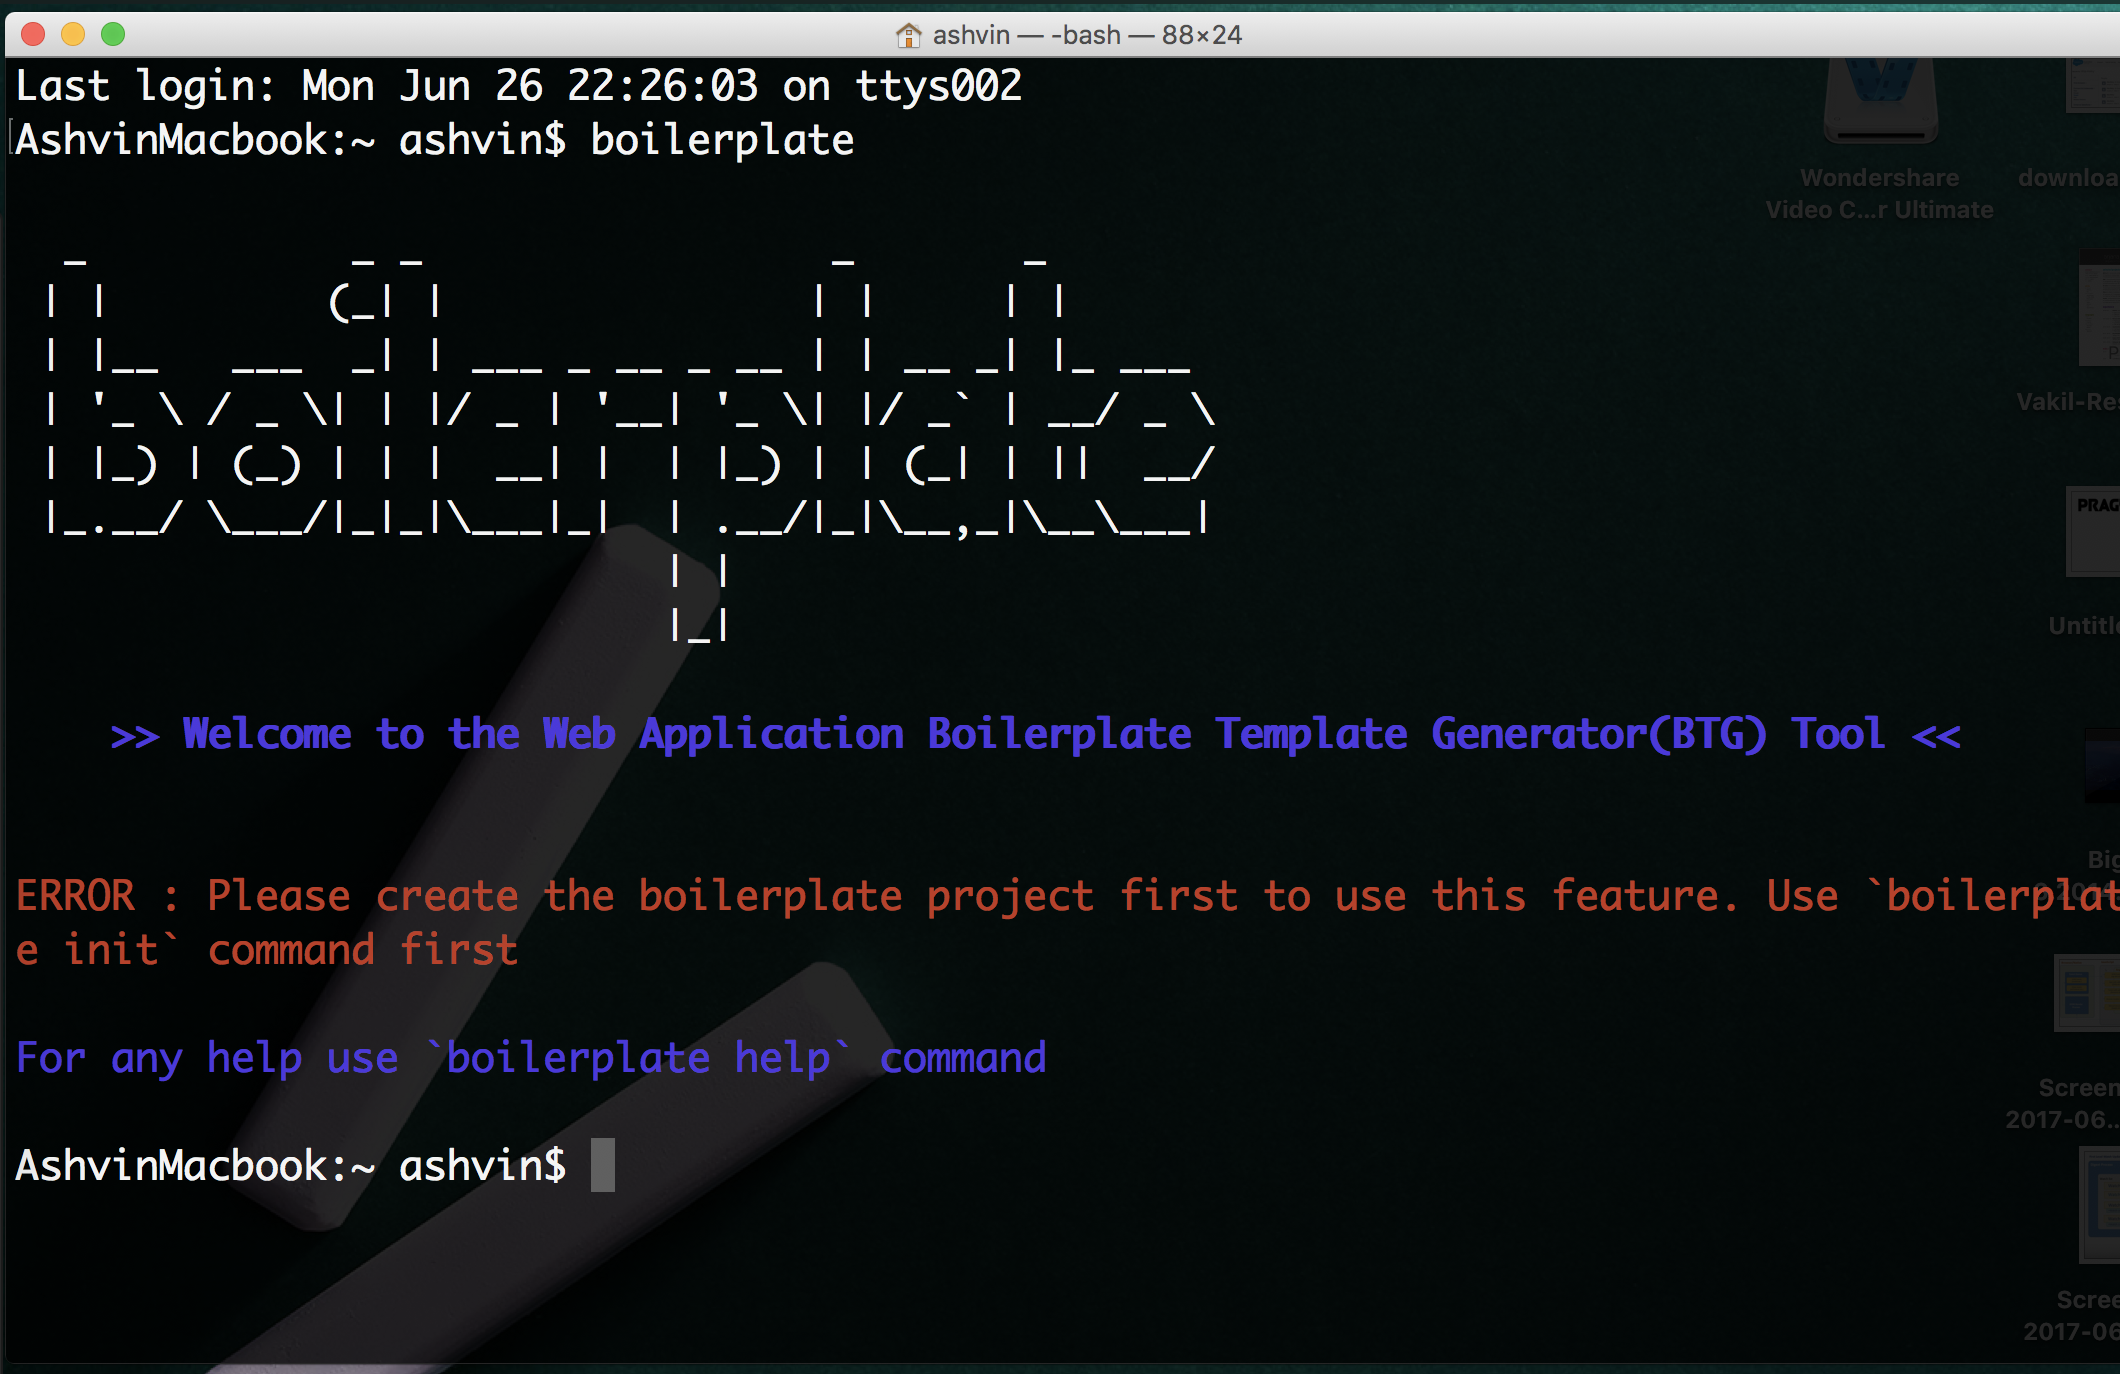 ashvin — -bash — 88×24
Last login: Mon Jun 26 22:26:03 on ttys002
AshvinMacbook:~ ashvin$ boilerplate
  _           _ _                 _       _
 | |         (_| |               | |     | |
 | |__   ___  _| | ___ _ __ _ __ | | __ _| |_ ___
 | '_ \ / _ \| | |/ _ | '__| '_ \| |/ _` | __/ _ \
 | |_) | (_) | | |  __| |  | |_) | | (_| | ||  __/
 |_.__/ \___/|_|_|\___|_|  | .__/|_|\__,_|\__\___|
                           | |
                           |_|
>> Welcome to the Web Application Boilerplate Template Generator(BTG) Tool <<
ERROR : Please create the boilerplate project first to use this feature. Use `boilerplat
e init` command first
For any help use `boilerplate help` command
AshvinMacbook:~ ashvin$
Wondershare
Video C...r Ultimate
downloa
Vakil-Res
PRAG
Untitle
Big
Screen
2017-06...
Scree
2017-06